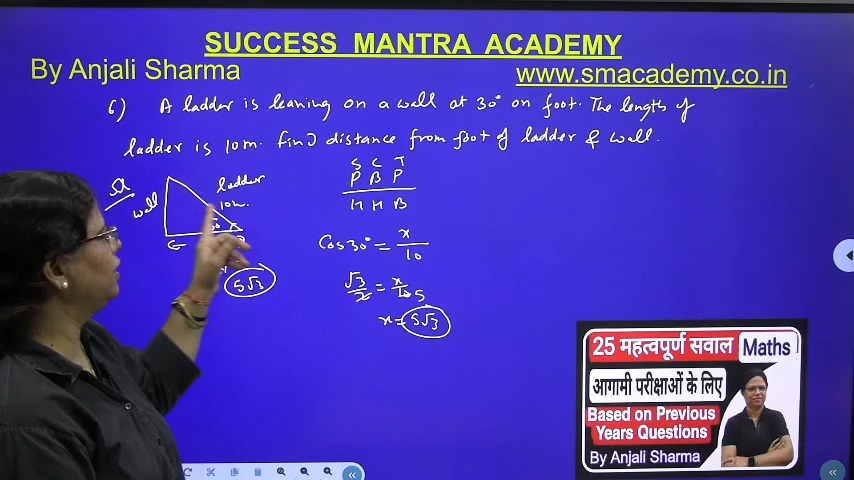 SUCCESS MANTRA ACADEMY
By Anjali Sharma
www.smacademy.co.in
6) A ladder is leaning on a wall at 30° on foot. The length of
ladder is 10m. find distance from foot of ladder & wall.
S C T
P B P
H H B
ladder
10m.
wall
5√3
Cos30° = x/10
√3/2 = x/10 5
x = 5√3
25 महत्वपूर्ण सवाल Maths
आगामी परीक्षाओं के लिए
Based on Previous
Years Questions
By Anjali Sharma